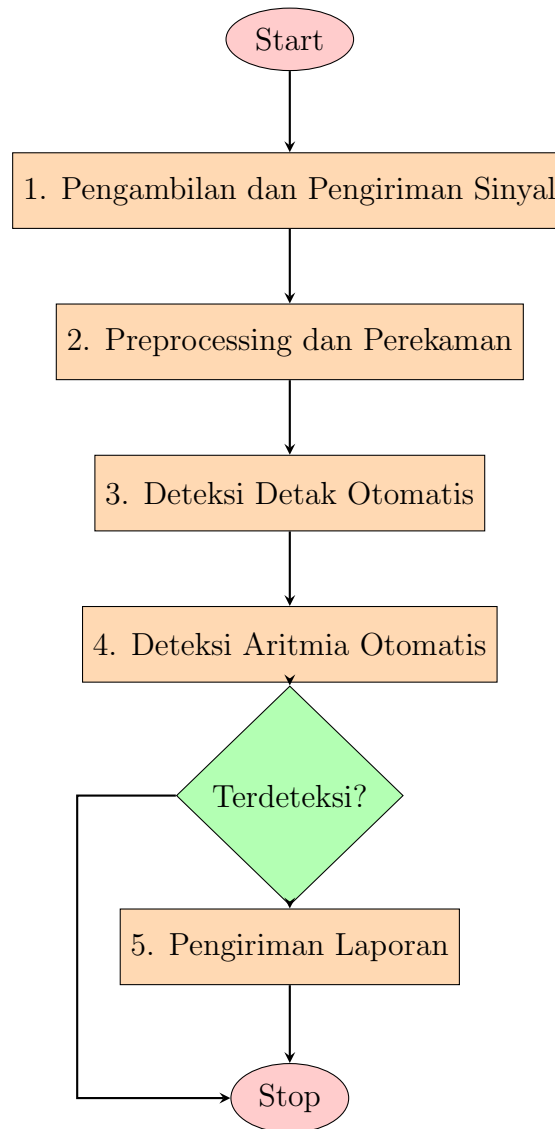 Start
1. Pengambilan dan Pengiriman Sinyal
2. Preprocessing dan Perekaman
3. Deteksi Detak Otomatis
4. Deteksi Aritmia Otomatis
Terdeteksi?
5. Pengiriman Laporan
Stop